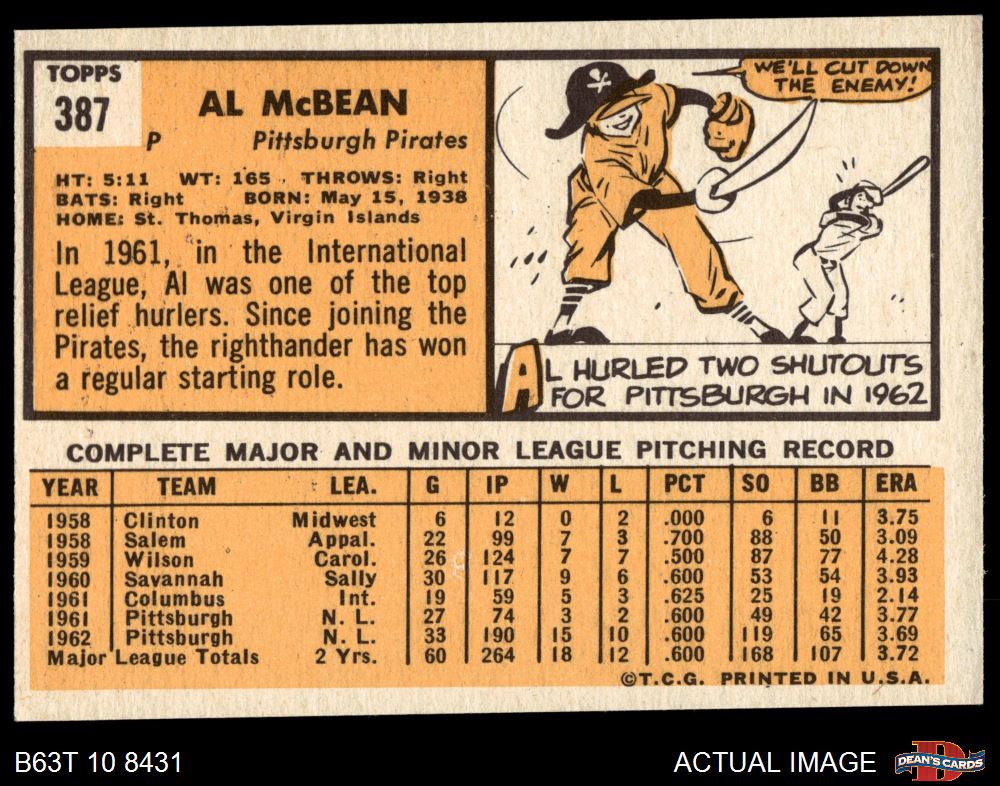 TOPPS
387
AL McBEAN
P Pittsburgh Pirates
HT: 5:11 WT: 165 THROWS: Right
BATS: Right BORN: May 15, 1938
HOME: St. Thomas, Virgin Islands
In 1961, in the International
League, Al was one of the top
relief hurlers. Since joining the
Pirates, the righthander has won
a regular starting role.
WE'LL CUT DOWN
THE ENEMY!
AL HURLED TWO SHUTOUTS
FOR PITTSBURGH IN 1962
COMPLETE MAJOR AND MINOR LEAGUE PITCHING RECORD
YEAR TEAM LEA. G IP W L PCT SO BB ERA
1958 Clinton Midwest 6 12 0 2 .000 6 11 3.75
1958 Salem Appal. 22 99 7 3 .700 88 50 3.09
1959 Wilson Carol. 26 124 7 7 .500 87 77 4.28
1960 Savannah Sally 30 117 9 6 .600 53 54 3.93
1961 Columbus Int. 19 59 5 3 .625 25 19 2.14
1961 Pittsburgh N. L. 27 74 3 2 .600 49 42 3.77
1962 Pittsburgh N. L. 33 190 15 10 .600 119 65 3.69
Major League Totals 2 Yrs. 60 264 18 12 .600 168 107 3.72
©T.C.G. PRINTED IN U.S.A.
B63T 10 8431 ACTUAL IMAGE DEAN'S CARDS